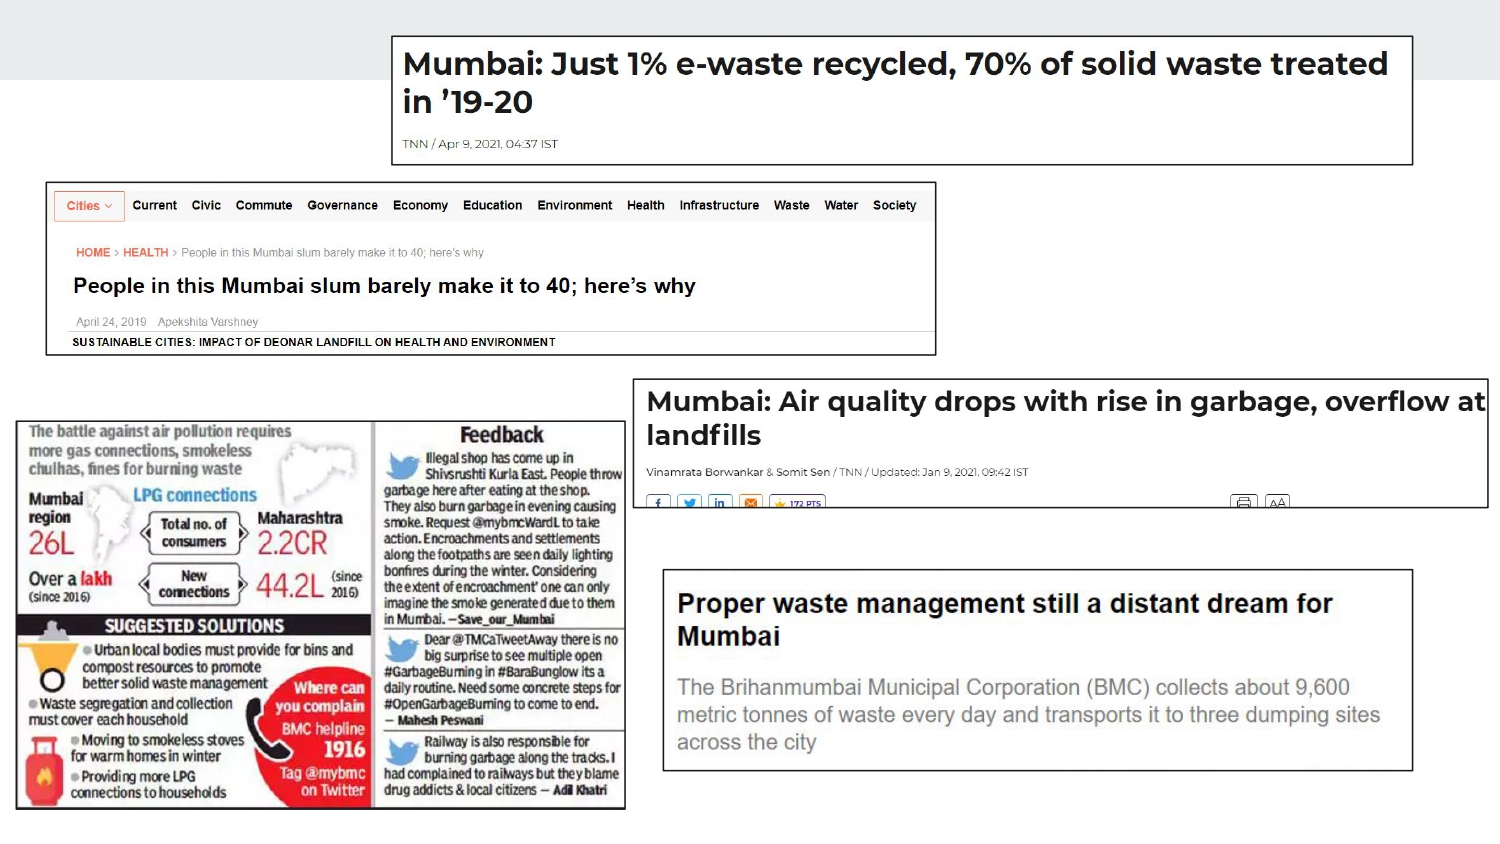 Mumbai: Just 1% e-waste recycled, 70% of solid waste treated
in ’19-20
TNN / Apr 9, 2021, 04:37 IST
Cities Current Civic Commute Governance Economy Education Environment Health Infrastructure Waste Water Society
HOME > HEALTH > People in this Mumbai slum barely make it to 40; here’s why
People in this Mumbai slum barely make it to 40; here’s why
April 24, 2019 Apekshita Varshney
SUSTAINABLE CITIES: IMPACT OF DEONAR LANDFILL ON HEALTH AND ENVIRONMENT
Mumbai: Air quality drops with rise in garbage, overflow at
landfills
Vinamrata Borwankar & Somit Sen / TNN / Updated: Jan 9, 2021, 09:42 IST
f in 172 PTS AA
The battle against air pollution requires
more gas connections, smokeless
chulhas, fines for burning waste
LPG connections
Mumbai
region
26L
Total no. of
consumers
Maharashtra
2.2CR
Over a lakh
(since 2016)
New
connections
44.2L (since
2016)
SUGGESTED SOLUTIONS
Urban local bodies must provide for bins and
compost resources to promote
better solid waste management
Waste segregation and collection
must cover each household
Moving to smokeless stoves
for warm homes in winter
Providing more LPG
connections to households
Where can
you complain
BMC helpline
1916
Tag @mybmc
on Twitter
Feedback
Illegal shop has come up in
Shivsrushti Kurla East. People throw
garbage here after eating at the shop.
They also burn garbage in evening causing
smoke. Request @mybmcWardL to take
action. Encroachments and settlements
along the footpaths are seen daily lighting
bonfires during the winter. Considering
the extent of encroachment' one can only
imagine the smoke generated due to them
in Mumbai. —Save_our_Mumbai
Dear @TMCaTweetAway there is no
big surprise to see multiple open
#GarbageBurning in #BaraBunglow its a
daily routine. Need some concrete steps for
#OpenGarbageBurning to come to end.
— Mahesh Peswani
Railway is also responsible for
burning garbage along the tracks. I
had complained to railways but they blame
drug addicts & local citizens — Adil Khatri
Proper waste management still a distant dream for
Mumbai
The Brihanmumbai Municipal Corporation (BMC) collects about 9,600
metric tonnes of waste every day and transports it to three dumping sites
across the city